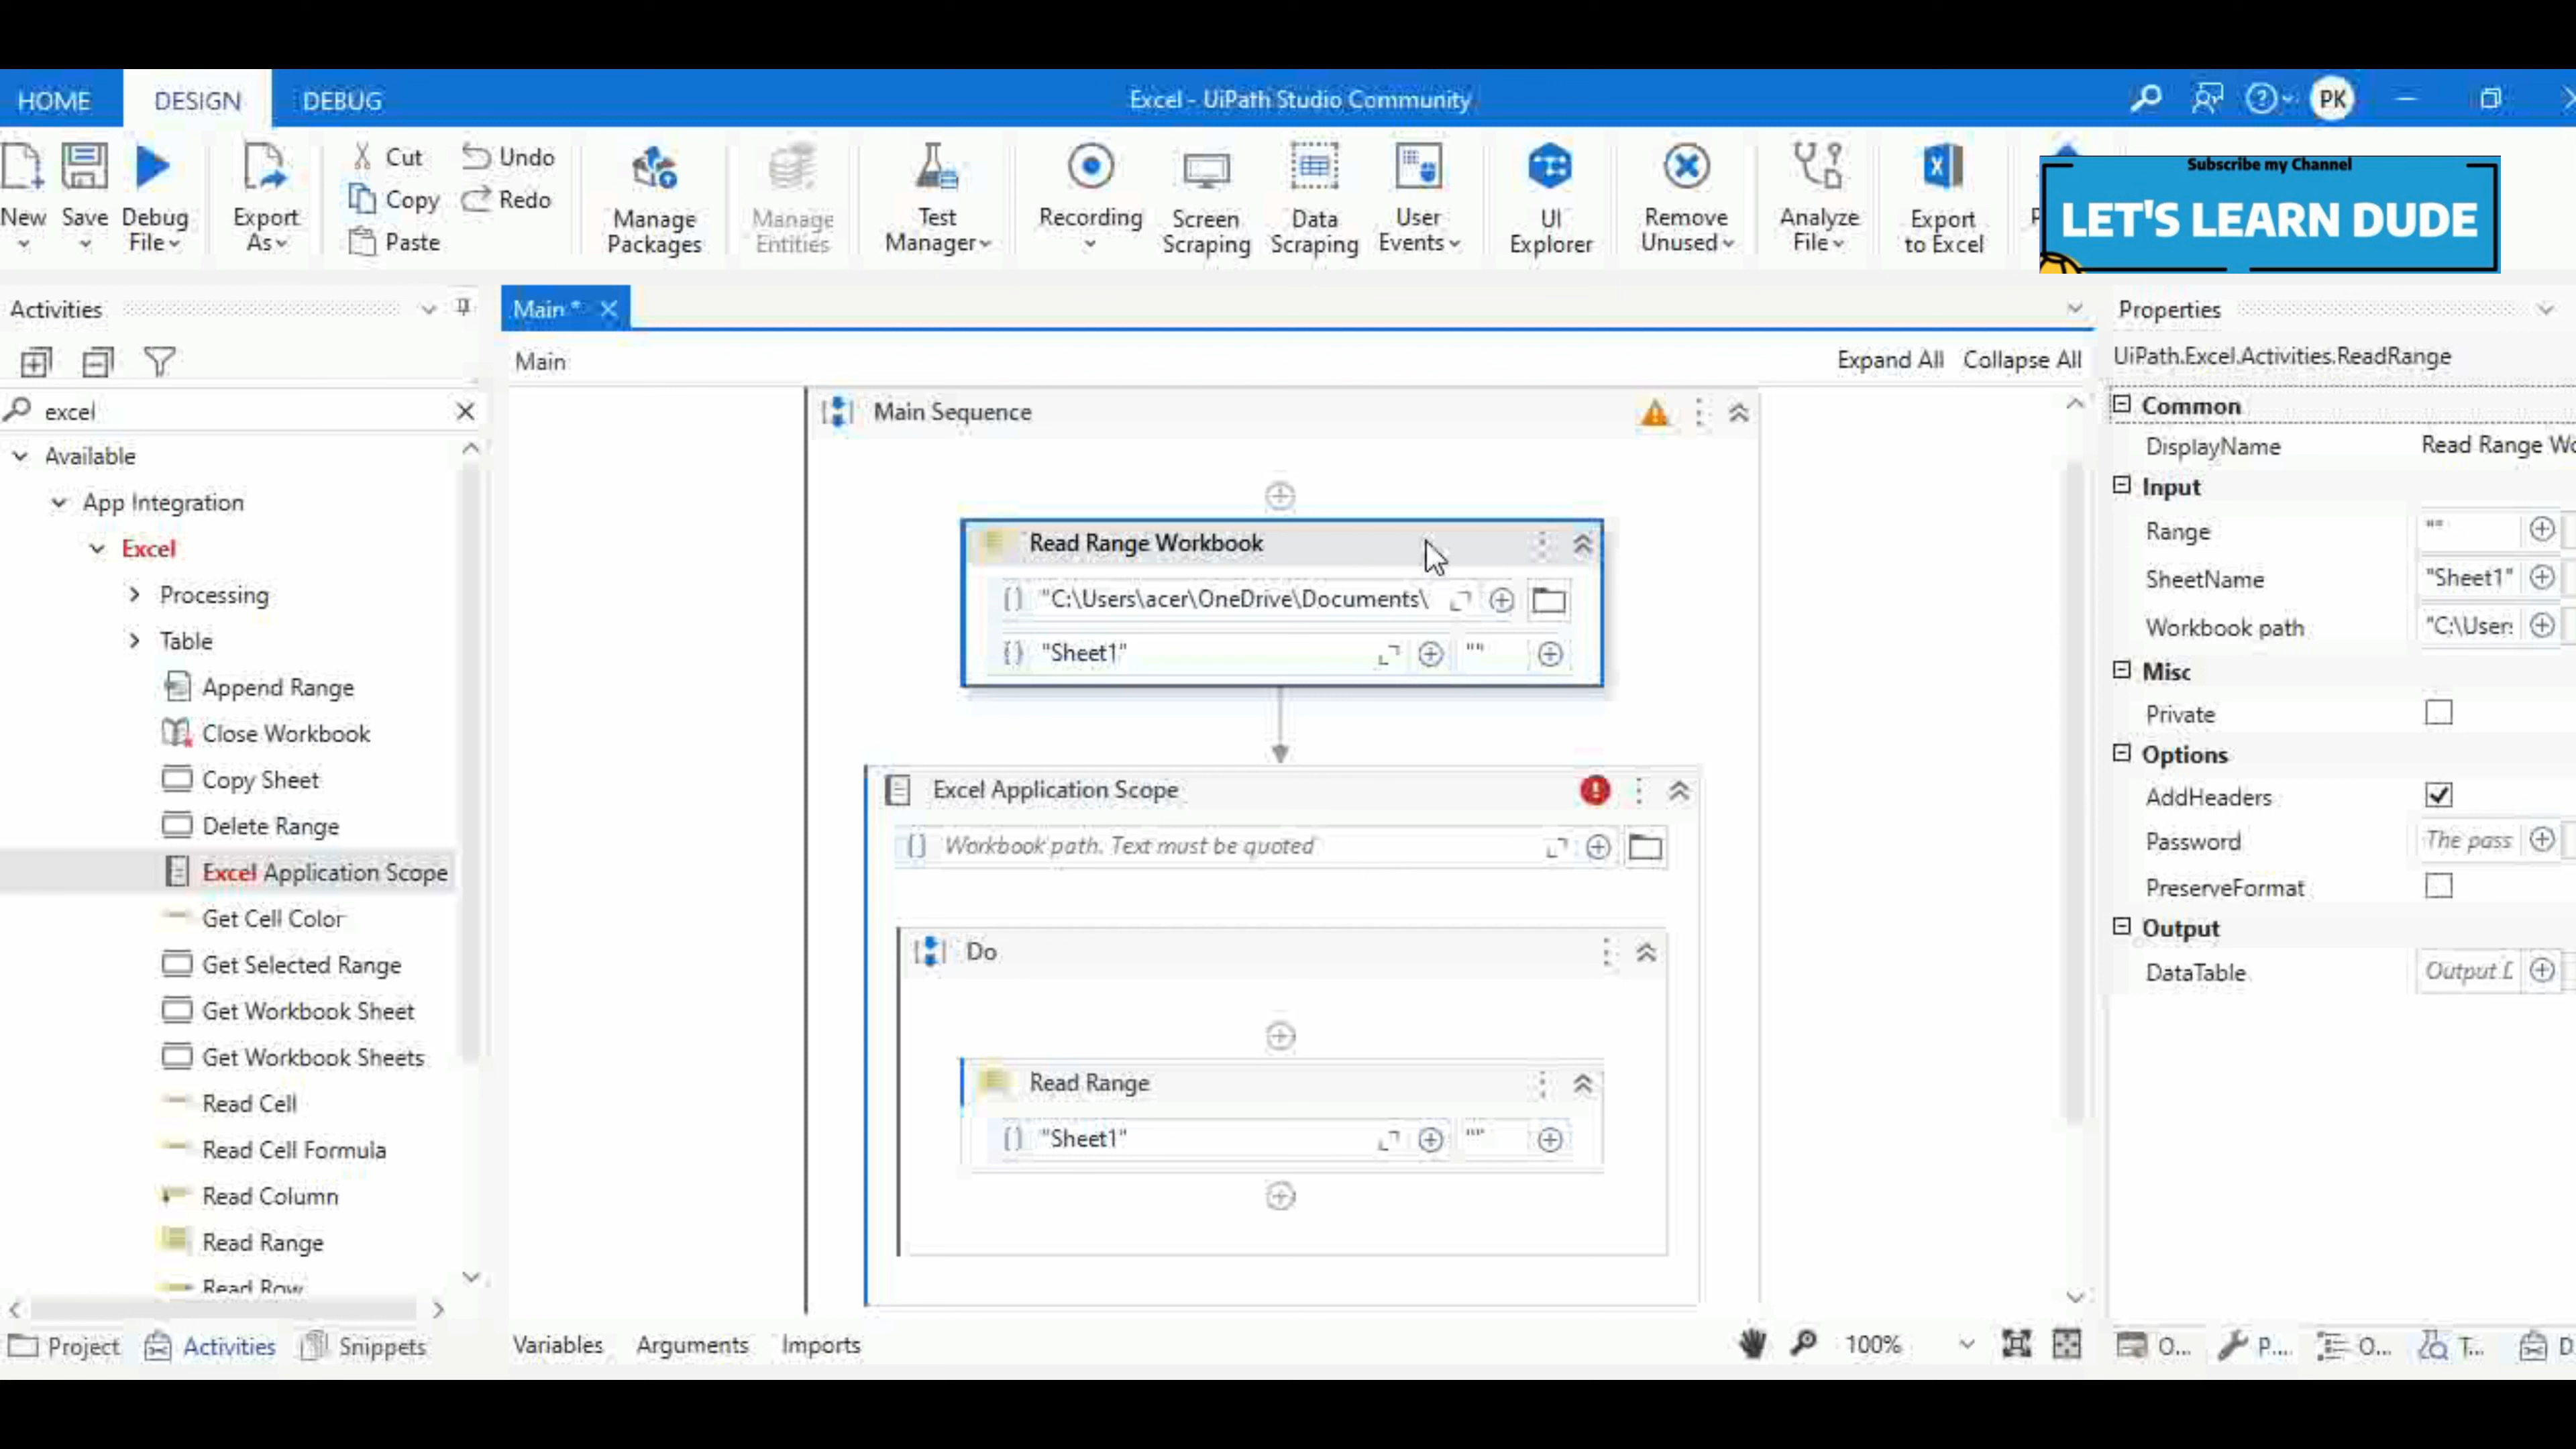 HOME DESIGN DEBUG Excel - UiPath Studio Community PK
New Save Debug File Export As Cut Copy Paste Undo Redo Manage Packages Manage Entities Test Manager Recording Screen Scraping Data Scraping User Events UI Explorer Remove Unused Analyze File Export to Excel
Subscribe my Channel
LET'S LEARN DUDE
Activities
excel
Available
App Integration
Excel
Processing
Table
Append Range
Close Workbook
Copy Sheet
Delete Range
Excel Application Scope
Get Cell Color
Get Selected Range
Get Workbook Sheet
Get Workbook Sheets
Read Cell
Read Cell Formula
Read Column
Read Range
Read Row
Project Activities Snippets
Main *
Main Expand All Collapse All
Main Sequence
Read Range Workbook
"C:\Users\acer\OneDrive\Documents\
"Sheet1" ""
Excel Application Scope
Workbook path. Text must be quoted
Do
Read Range
"Sheet1" ""
Variables Arguments Imports 100%
Properties
UiPath.Excel.Activities.ReadRange
Common
DisplayName Read Range Wo
Input
Range ""
SheetName "Sheet1"
Workbook path "C:\User
Misc
Private
Options
AddHeaders
Password The pass
PreserveFormat
Output
DataTable Output
O... P... O... T... D